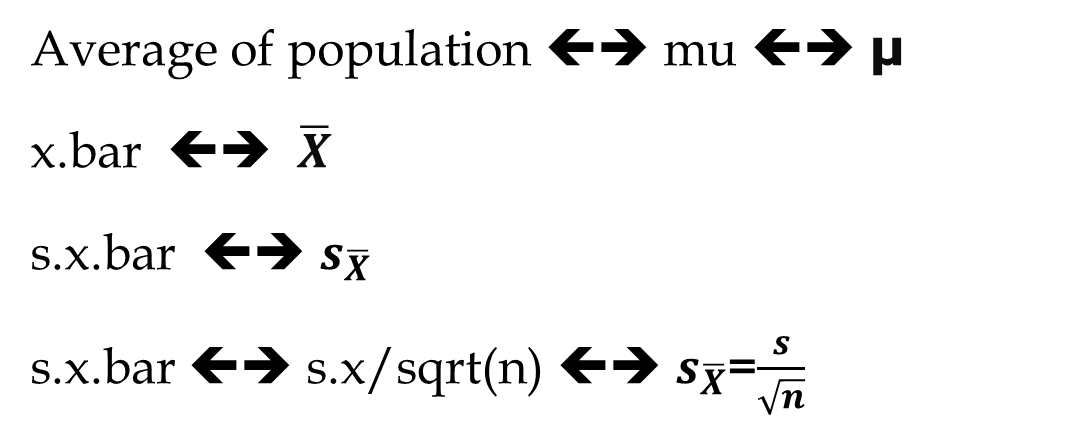 Average of population 🡨🡪 mu 🡨🡪 μ
x.bar 🡨🡪 X̅
s.x.bar 🡨🡪 s_X̅
s.x.bar 🡨🡪 s.x/sqrt(n) 🡨🡪 s_X̅=s/√n